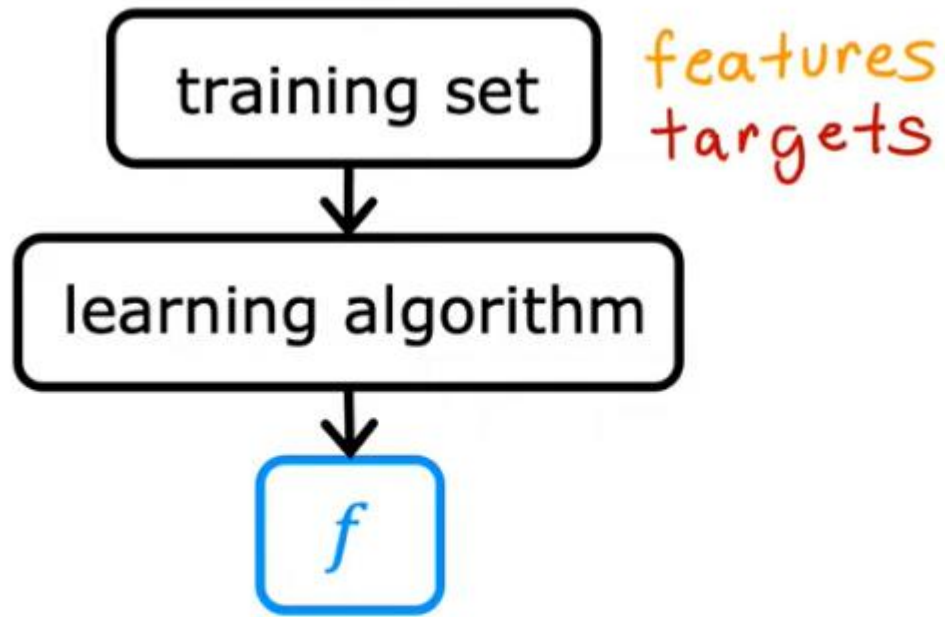 training set
features
targets
learning algorithm
f